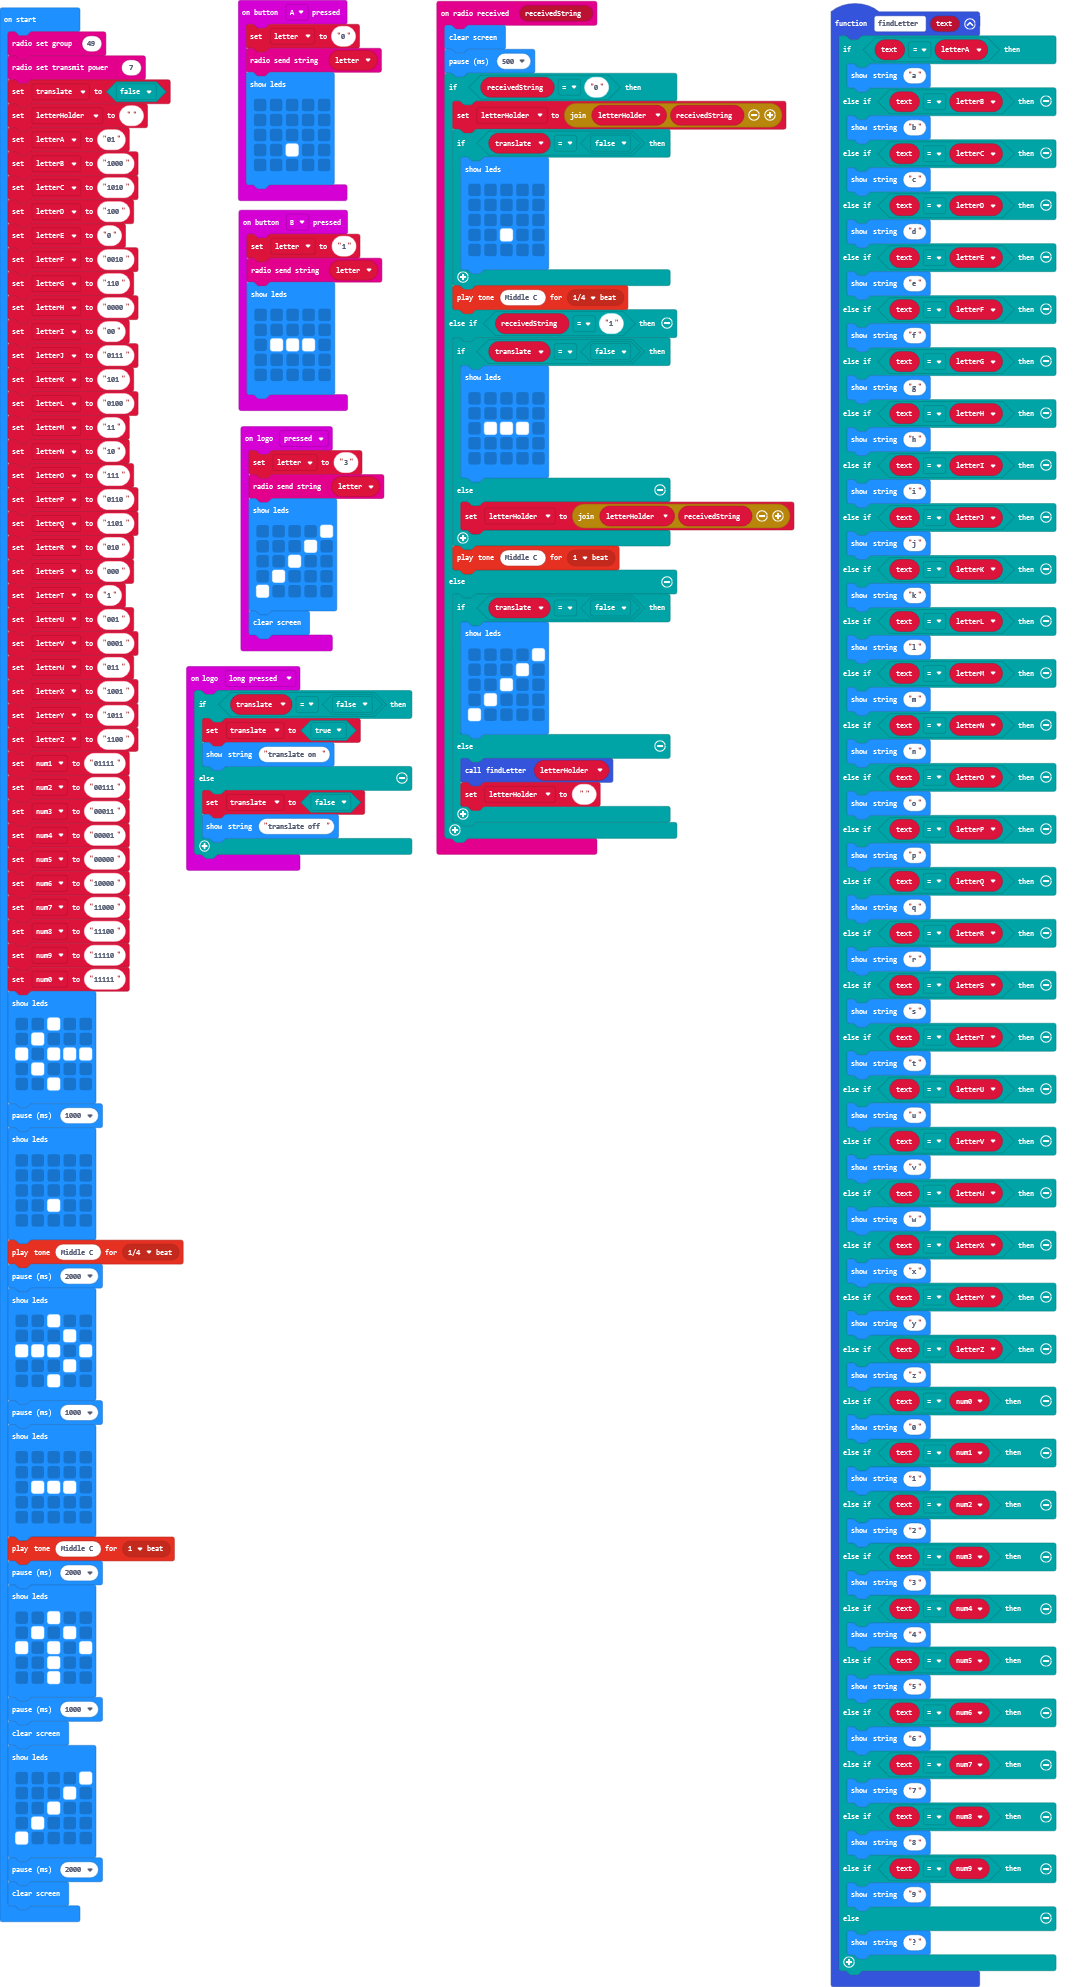 on start
radio set group 49
radio set transmit power 7
set translate to false
set letterHolder to " "
set letterA to "01"
set letterB to "1000"
set letterC to "1010"
set letterD to "100"
set letterE to "0"
set letterF to "0010"
set letterG to "110"
set letterH to "0000"
set letterI to "00"
set letterJ to "0111"
set letterK to "101"
set letterL to "0100"
set letterM to "11"
set letterN to "10"
set letterO to "111"
set letterP to "0110"
set letterQ to "1101"
set letterR to "010"
set letterS to "000"
set letterT to "1"
set letterU to "001"
set letterV to "0001"
set letterW to "011"
set letterX to "1001"
set letterY to "1011"
set letterZ to "1100"
set num1 to "01111"
set num2 to "00111"
set num3 to "00011"
set num4 to "00001"
set num5 to "00000"
set num6 to "10000"
set num7 to "11000"
set num8 to "11100"
set num9 to "11110"
set num0 to "11111"
show leds
pause (ms) 1000
show leds
play tone Middle C for 1/4 beat
pause (ms) 2000
show leds
pause (ms) 1000
show leds
play tone Middle C for 1 beat
pause (ms) 2000
show leds
pause (ms) 1000
clear screen
show leds
pause (ms) 2000
clear screen
on button A pressed
set letter to "0"
radio send string letter
show leds
on button B pressed
set letter to "1"
radio send string letter
show leds
on logo pressed
set letter to "3"
radio send string letter
show leds
clear screen
on logo long pressed
if translate = false then
set translate to true
show string "translate on "
else
set translate to false
show string "translate off "
on radio received receivedString
clear screen
pause (ms) 500
if receivedString = "0" then
set letterHolder to join letterHolder receivedString
if translate = false then
show leds
play tone Middle C for 1/4 beat
else if receivedString = "1" then
if translate = false then
show leds
else
set letterHolder to join letterHolder receivedString
play tone Middle C for 1 beat
else
if translate = false then
show leds
else
call findLetter letterHolder
set letterHolder to " "
function findLetter text
if text = letterA then
show string "a"
else if text = letterB then
show string "b"
else if text = letterC then
show string "c"
else if text = letterD then
show string "d"
else if text = letterE then
show string "e"
else if text = letterF then
show string "f"
else if text = letterG then
show string "g"
else if text = letterH then
show string "h"
else if text = letterI then
show string "i"
else if text = letterJ then
show string "j"
else if text = letterK then
show string "k"
else if text = letterL then
show string "l"
else if text = letterM then
show string "m"
else if text = letterN then
show string "n"
else if text = letterO then
show string "o"
else if text = letterP then
show string "p"
else if text = letterQ then
show string "q"
else if text = letterR then
show string "r"
else if text = letterS then
show string "s"
else if text = letterT then
show string "t"
else if text = letterU then
show string "u"
else if text = letterV then
show string "v"
else if text = letterW then
show string "w"
else if text = letterX then
show string "x"
else if text = letterY then
show string "y"
else if text = letterZ then
show string "z"
else if text = num0 then
show string "0"
else if text = num1 then
show string "1"
else if text = num2 then
show string "2"
else if text = num3 then
show string "3"
else if text = num4 then
show string "4"
else if text = num5 then
show string "5"
else if text = num6 then
show string "6"
else if text = num7 then
show string "7"
else if text = num8 then
show string "8"
else if text = num9 then
show string "9"
else
show string "?"